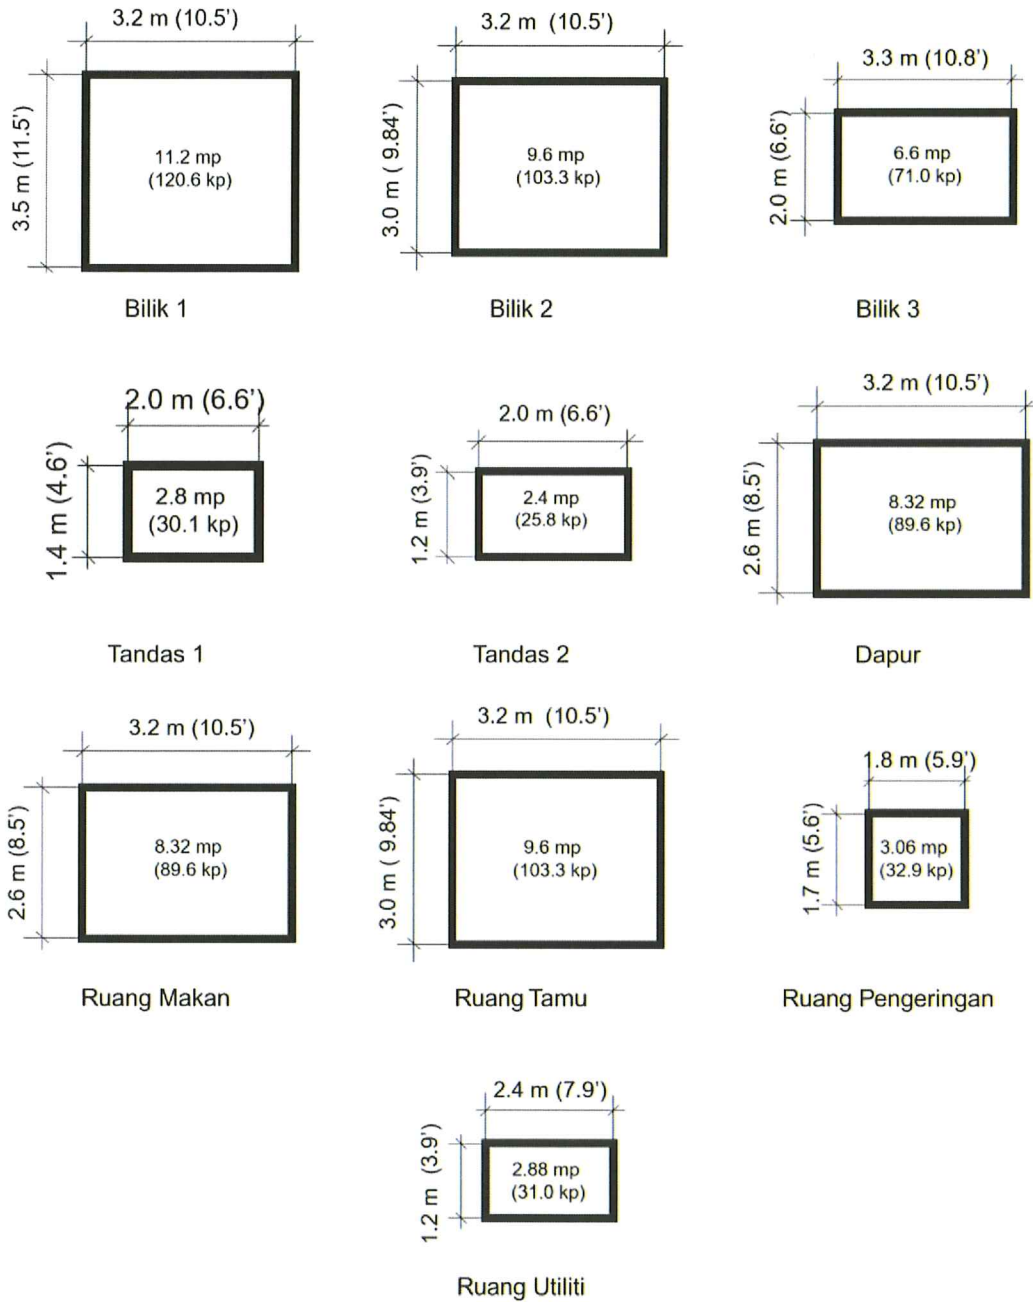 3.2 m (10.5')
3.5 m (11.5')
11.2 mp
(120.6 kp)
Bilik 1
3.2 m (10.5')
3.0 m ( 9.84')
9.6 mp
(103.3 kp)
Bilik 2
3.3 m (10.8')
2.0 m (6.6')
6.6 mp
(71.0 kp)
Bilik 3
2.0 m (6.6')
1.4 m (4.6')
2.8 mp
(30.1 kp)
Tandas 1
2.0 m (6.6')
1.2 m (3.9')
2.4 mp
(25.8 kp)
Tandas 2
3.2 m (10.5')
2.6 m (8.5')
8.32 mp
(89.6 kp)
Dapur
3.2 m (10.5')
2.6 m (8.5')
8.32 mp
(89.6 kp)
Ruang Makan
3.2 m (10.5')
3.0 m ( 9.84')
9.6 mp
(103.3 kp)
Ruang Tamu
1.8 m (5.9')
1.7 m (5.6')
3.06 mp
(32.9 kp)
Ruang Pengeringan
2.4 m (7.9')
1.2 m (3.9')
2.88 mp
(31.0 kp)
Ruang Utiliti